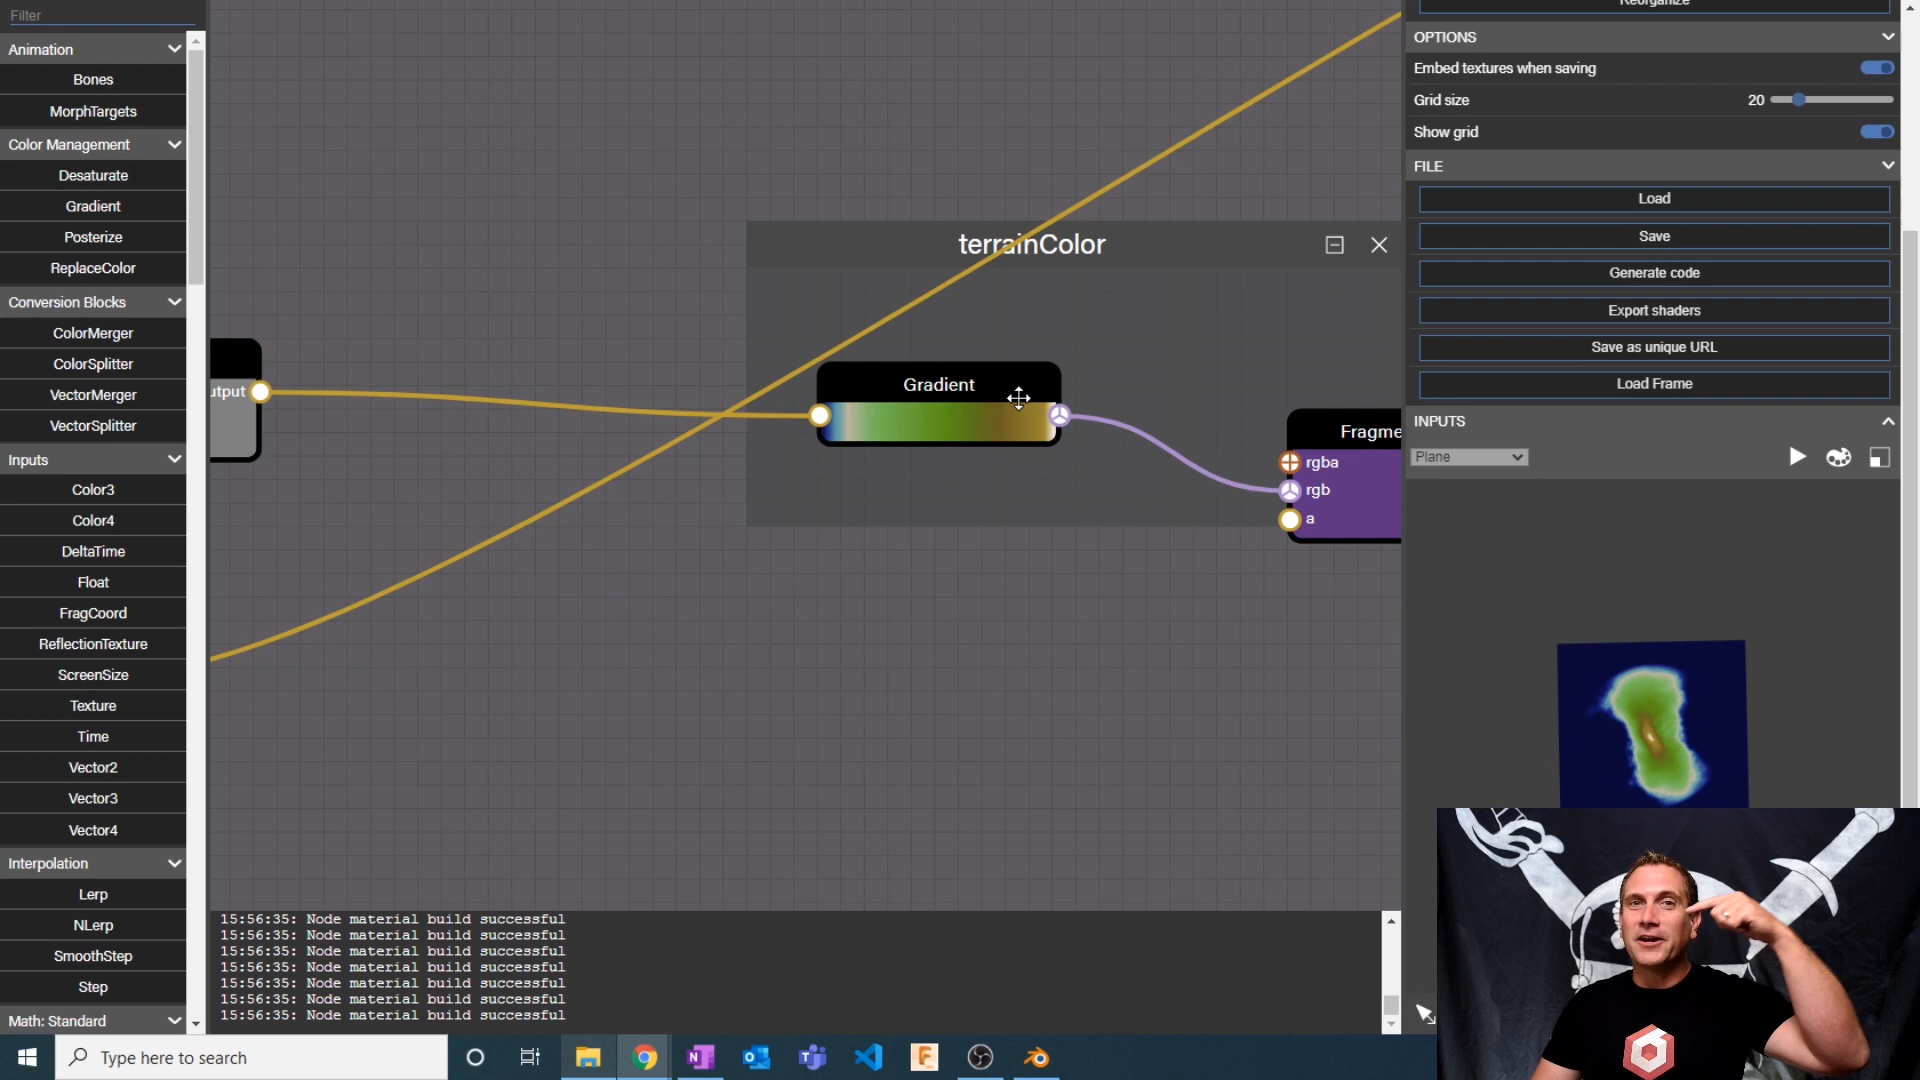 Filter
Animation
Bones
MorphTargets
Color Management
Desaturate
Gradient
Posterize
ReplaceColor
Conversion Blocks
ColorMerger
ColorSplitter
VectorMerger
VectorSplitter
Inputs
Color3
Color4
DeltaTime
Float
FragCoord
ReflectionTexture
ScreenSize
Texture
Time
Vector2
Vector3
Vector4
Interpolation
Lerp
NLerp
SmoothStep
Step
Math: Standard
utput
terrainColor
Gradient
Fragme
rgba
rgb
a
15:56:35: Node material build successful
15:56:35: Node material build successful
15:56:35: Node material build successful
15:56:35: Node material build successful
15:56:35: Node material build successful
15:56:35: Node material build successful
15:56:35: Node material build successful
Reorganize
OPTIONS
Embed textures when saving
Grid size 20
Show grid
FILE
Load
Save
Generate code
Export shaders
Save as unique URL
Load Frame
INPUTS
Plane
Type here to search